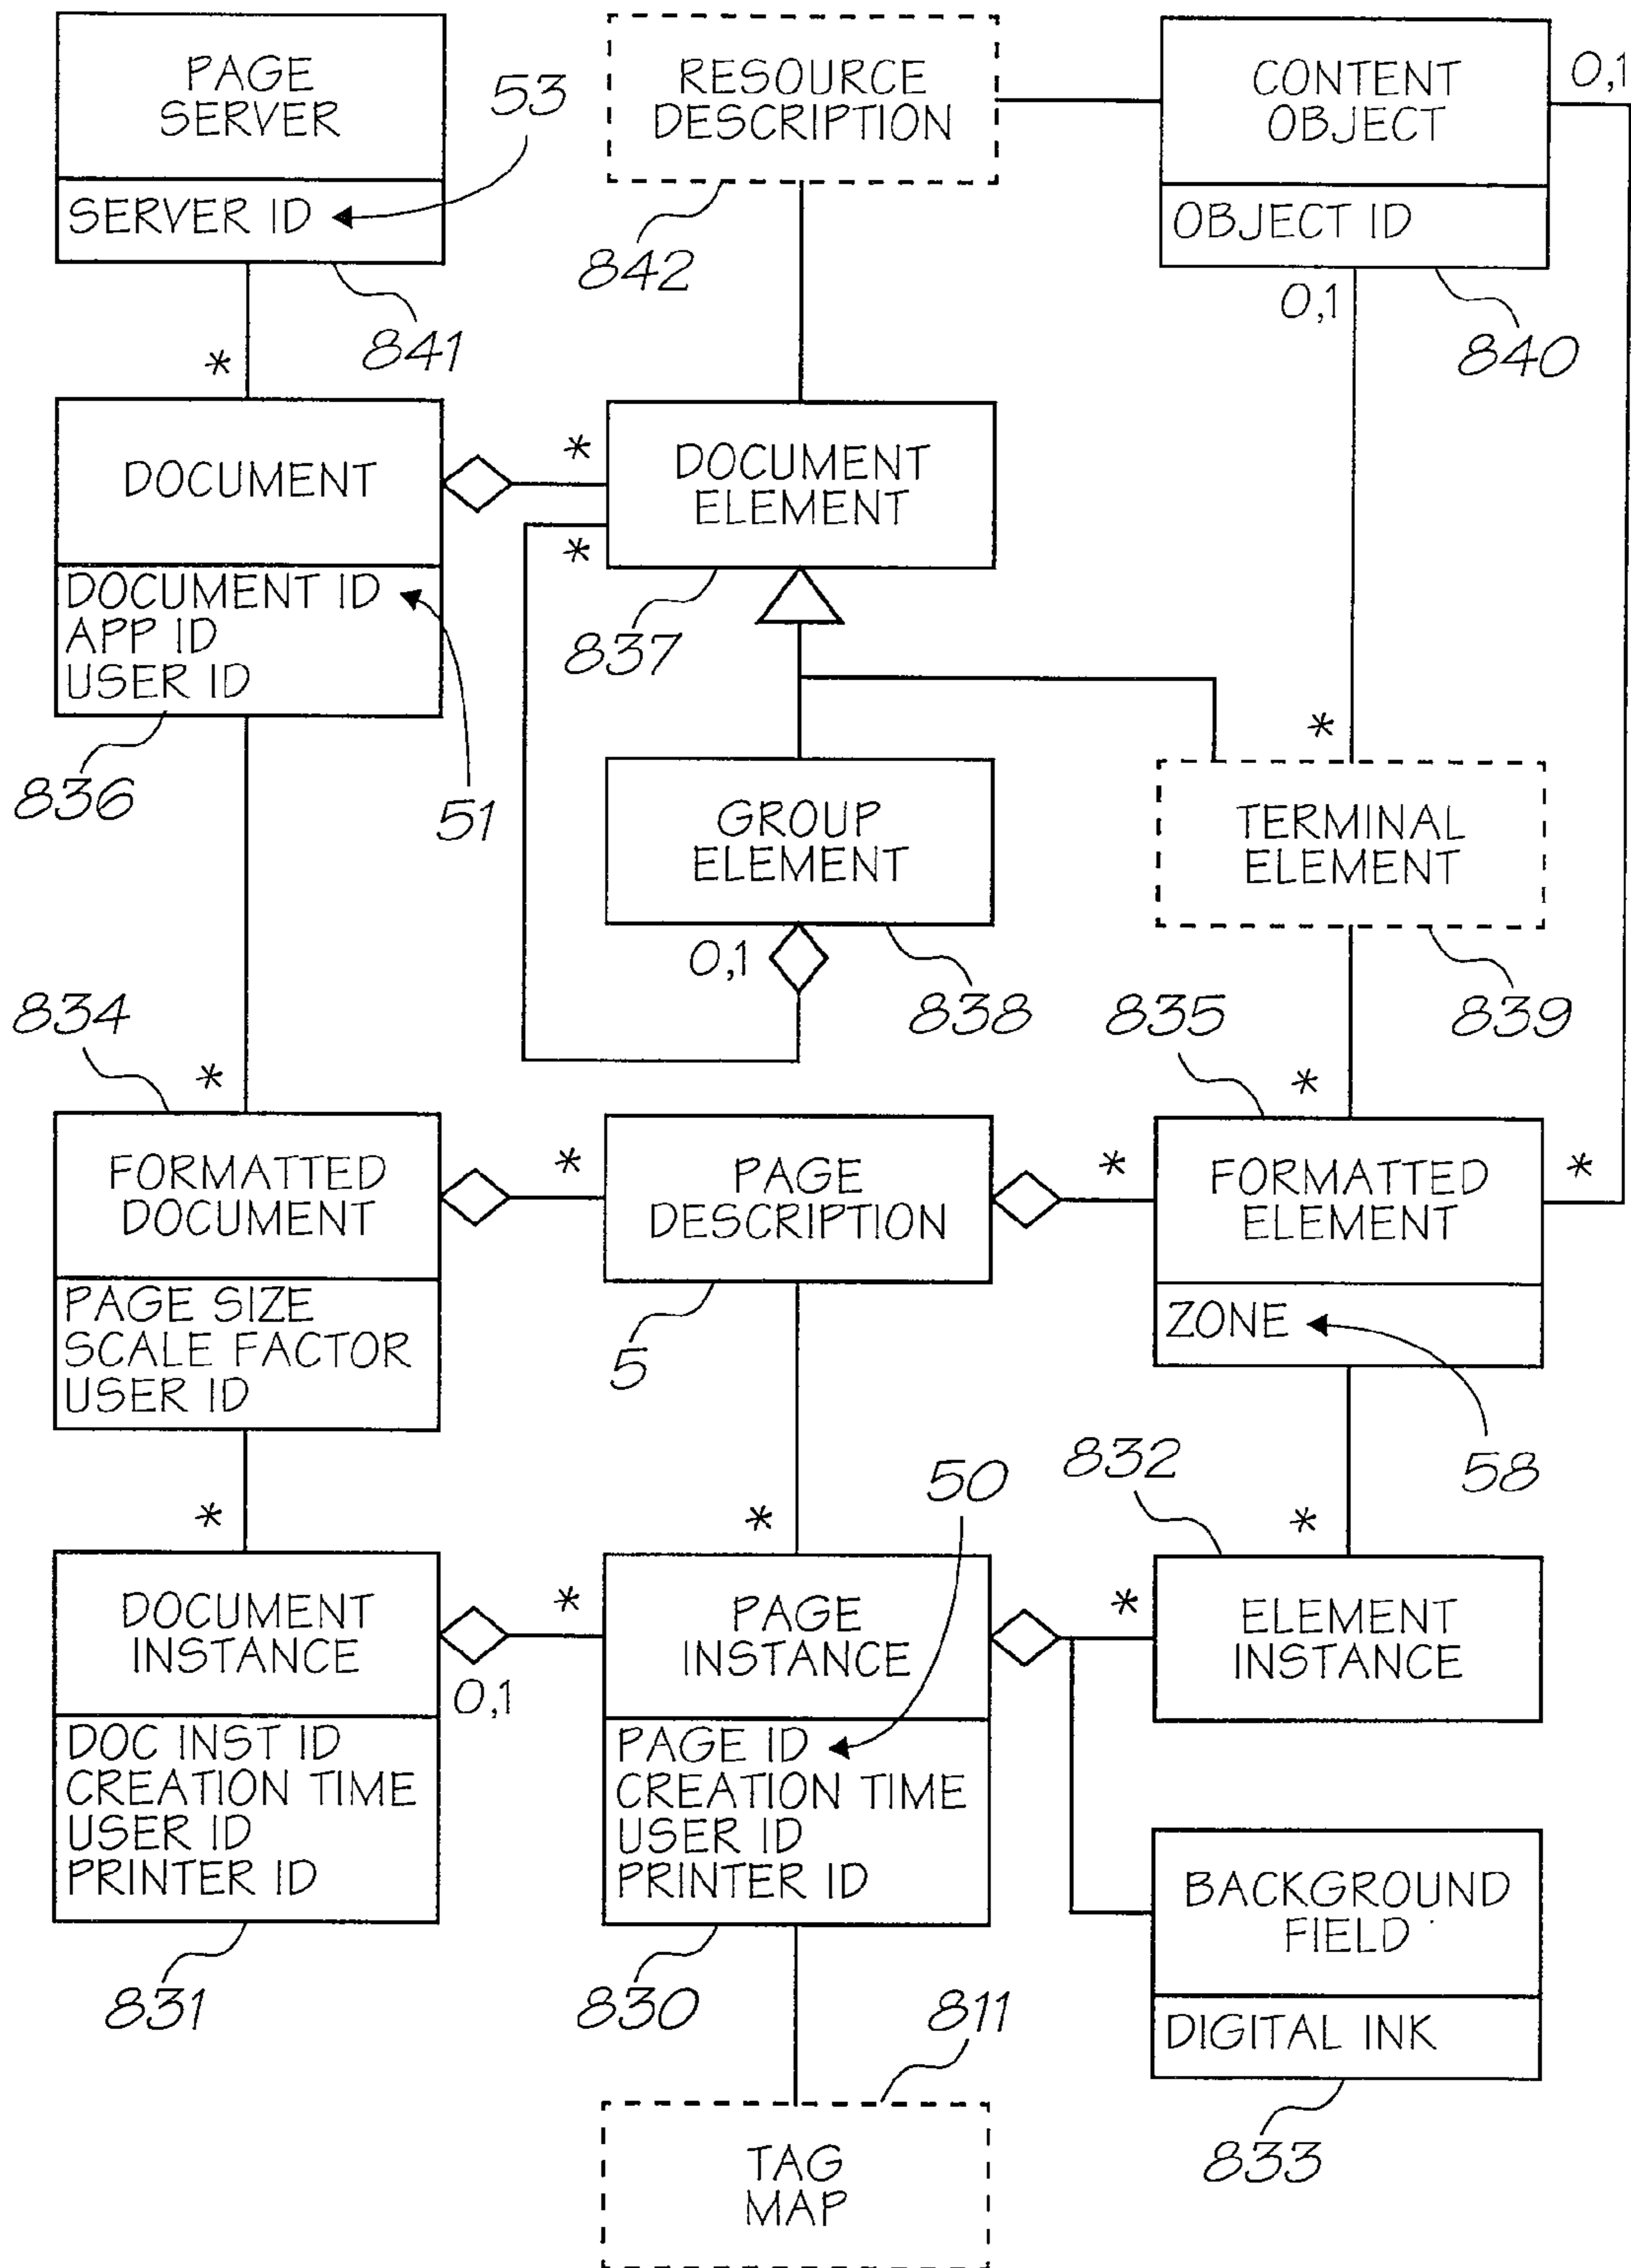 PAGE
SERVER
SERVER ID
53
841
RESOURCE
DESCRIPTION
842
CONTENT
OBJECT
OBJECT ID
0,1
0,1
840
*
DOCUMENT
DOCUMENT ID
APP ID
USER ID
836
51
*
*
DOCUMENT
ELEMENT
837
GROUP
ELEMENT
0,1
838
*
TERMINAL
ELEMENT
839
834
*
FORMATTED
DOCUMENT
PAGE SIZE
SCALE FACTOR
USER ID
*
PAGE
DESCRIPTION
5
835
*
*
*
FORMATTED
ELEMENT
ZONE
58
*
DOCUMENT
INSTANCE
DOC INST ID
CREATION TIME
USER ID
PRINTER ID
831
0,1
*
*
50
PAGE
INSTANCE
PAGE ID
CREATION TIME
USER ID
PRINTER ID
830
832
*
*
ELEMENT
INSTANCE
BACKGROUND
FIELD
DIGITAL INK
833
811
TAG
MAP